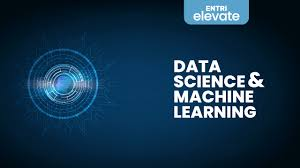 ENTRI
elevate
DATA
SCIENCE &
MACHINE
LEARNING